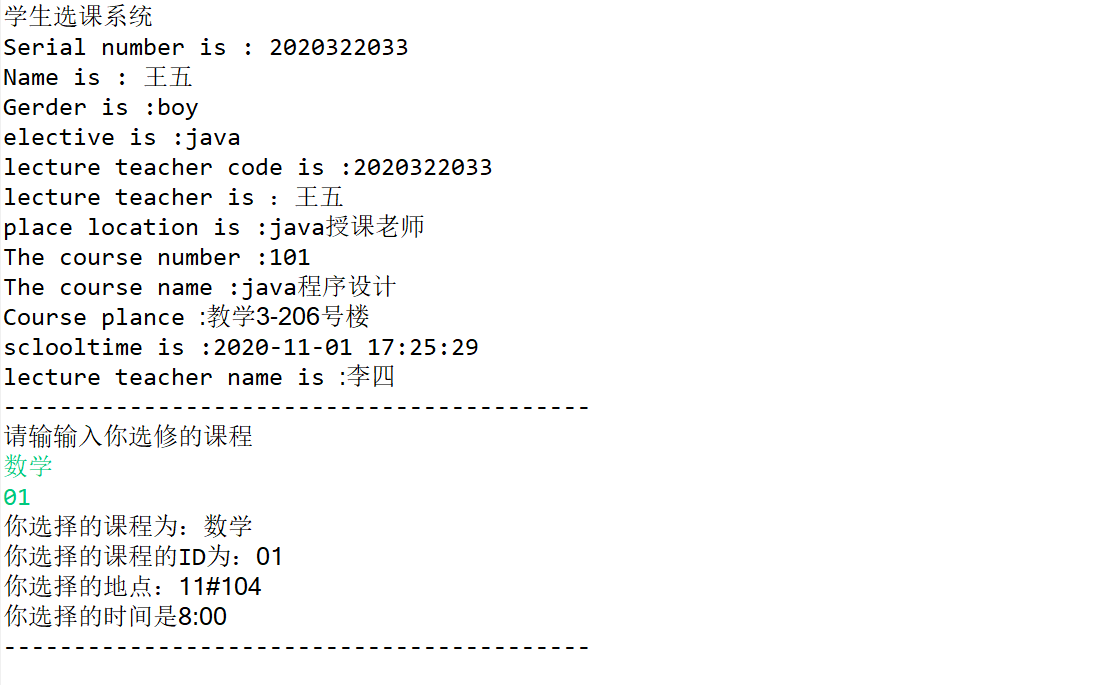 学生选课系统
Serial number is : 2020322033
Name is : 王五
Gerder is :boy
elective is :java
lecture teacher code is :2020322033
lecture teacher is : 王五
place location is :java授课老师
The course number :101
The course name :java程序设计
Course plance :教学3-206号楼
sclooltime is :2020-11-01 17:25:29
lecture teacher name is :李四
------------------------------------------
请输输入你选修的课程
数学
01
你选择的课程为：数学
你选择的课程的ID为：01
你选择的地点：11#104
你选择的时间是8:00
------------------------------------------